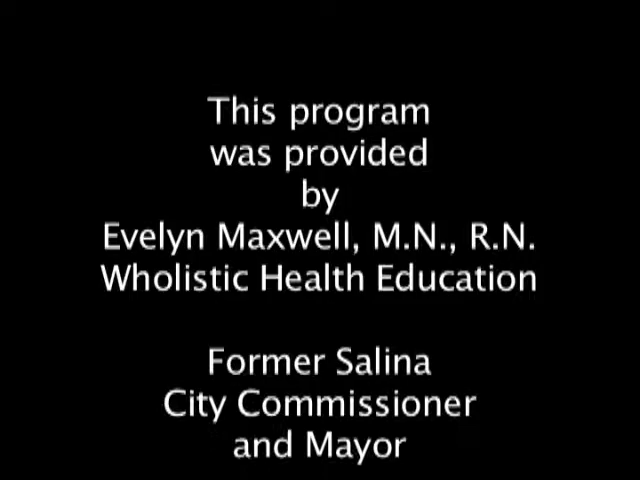 This program
was provided
by
Evelyn Maxwell, M.N., R.N.
Wholistic Health Education
Former Salina
City Commissioner
and Mayor